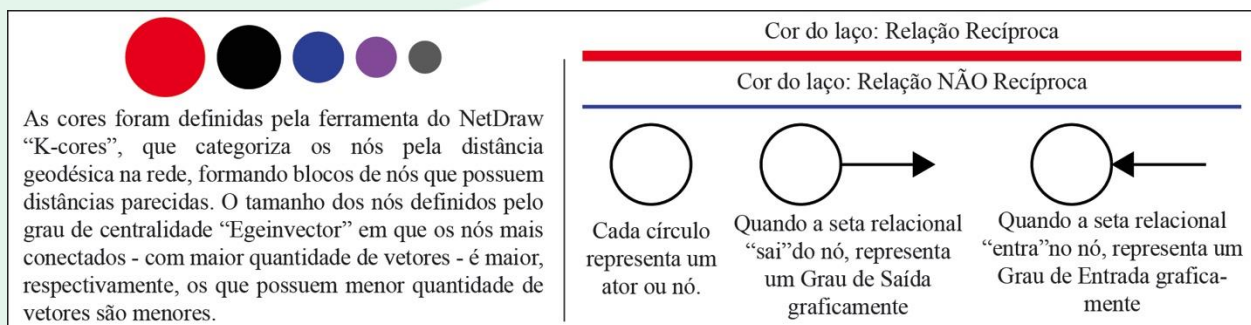 As cores foram definidas pela ferramenta do NetDraw
“K-cores”, que categoriza os nós pela distância
geodésica na rede, formando blocos de nós que possuem
distâncias parecidas. O tamanho dos nós definidos pelo
grau de centralidade “Egeinvector” em que os nós mais
conectados - com maior quantidade de vetores - é maior,
respectivamente, os que possuem menor quantidade de
vetores são menores.
Cor do laço: Relação Recíproca
Cor do laço: Relação NÃO Recíproca
Cada círculo
representa um
ator ou nó.
Quando a seta relacional
“sai”do nó, representa
um Grau de Saída
graficamente
Quando a seta relacional
“entra”no nó, representa um
Grau de Entrada grafica-
mente